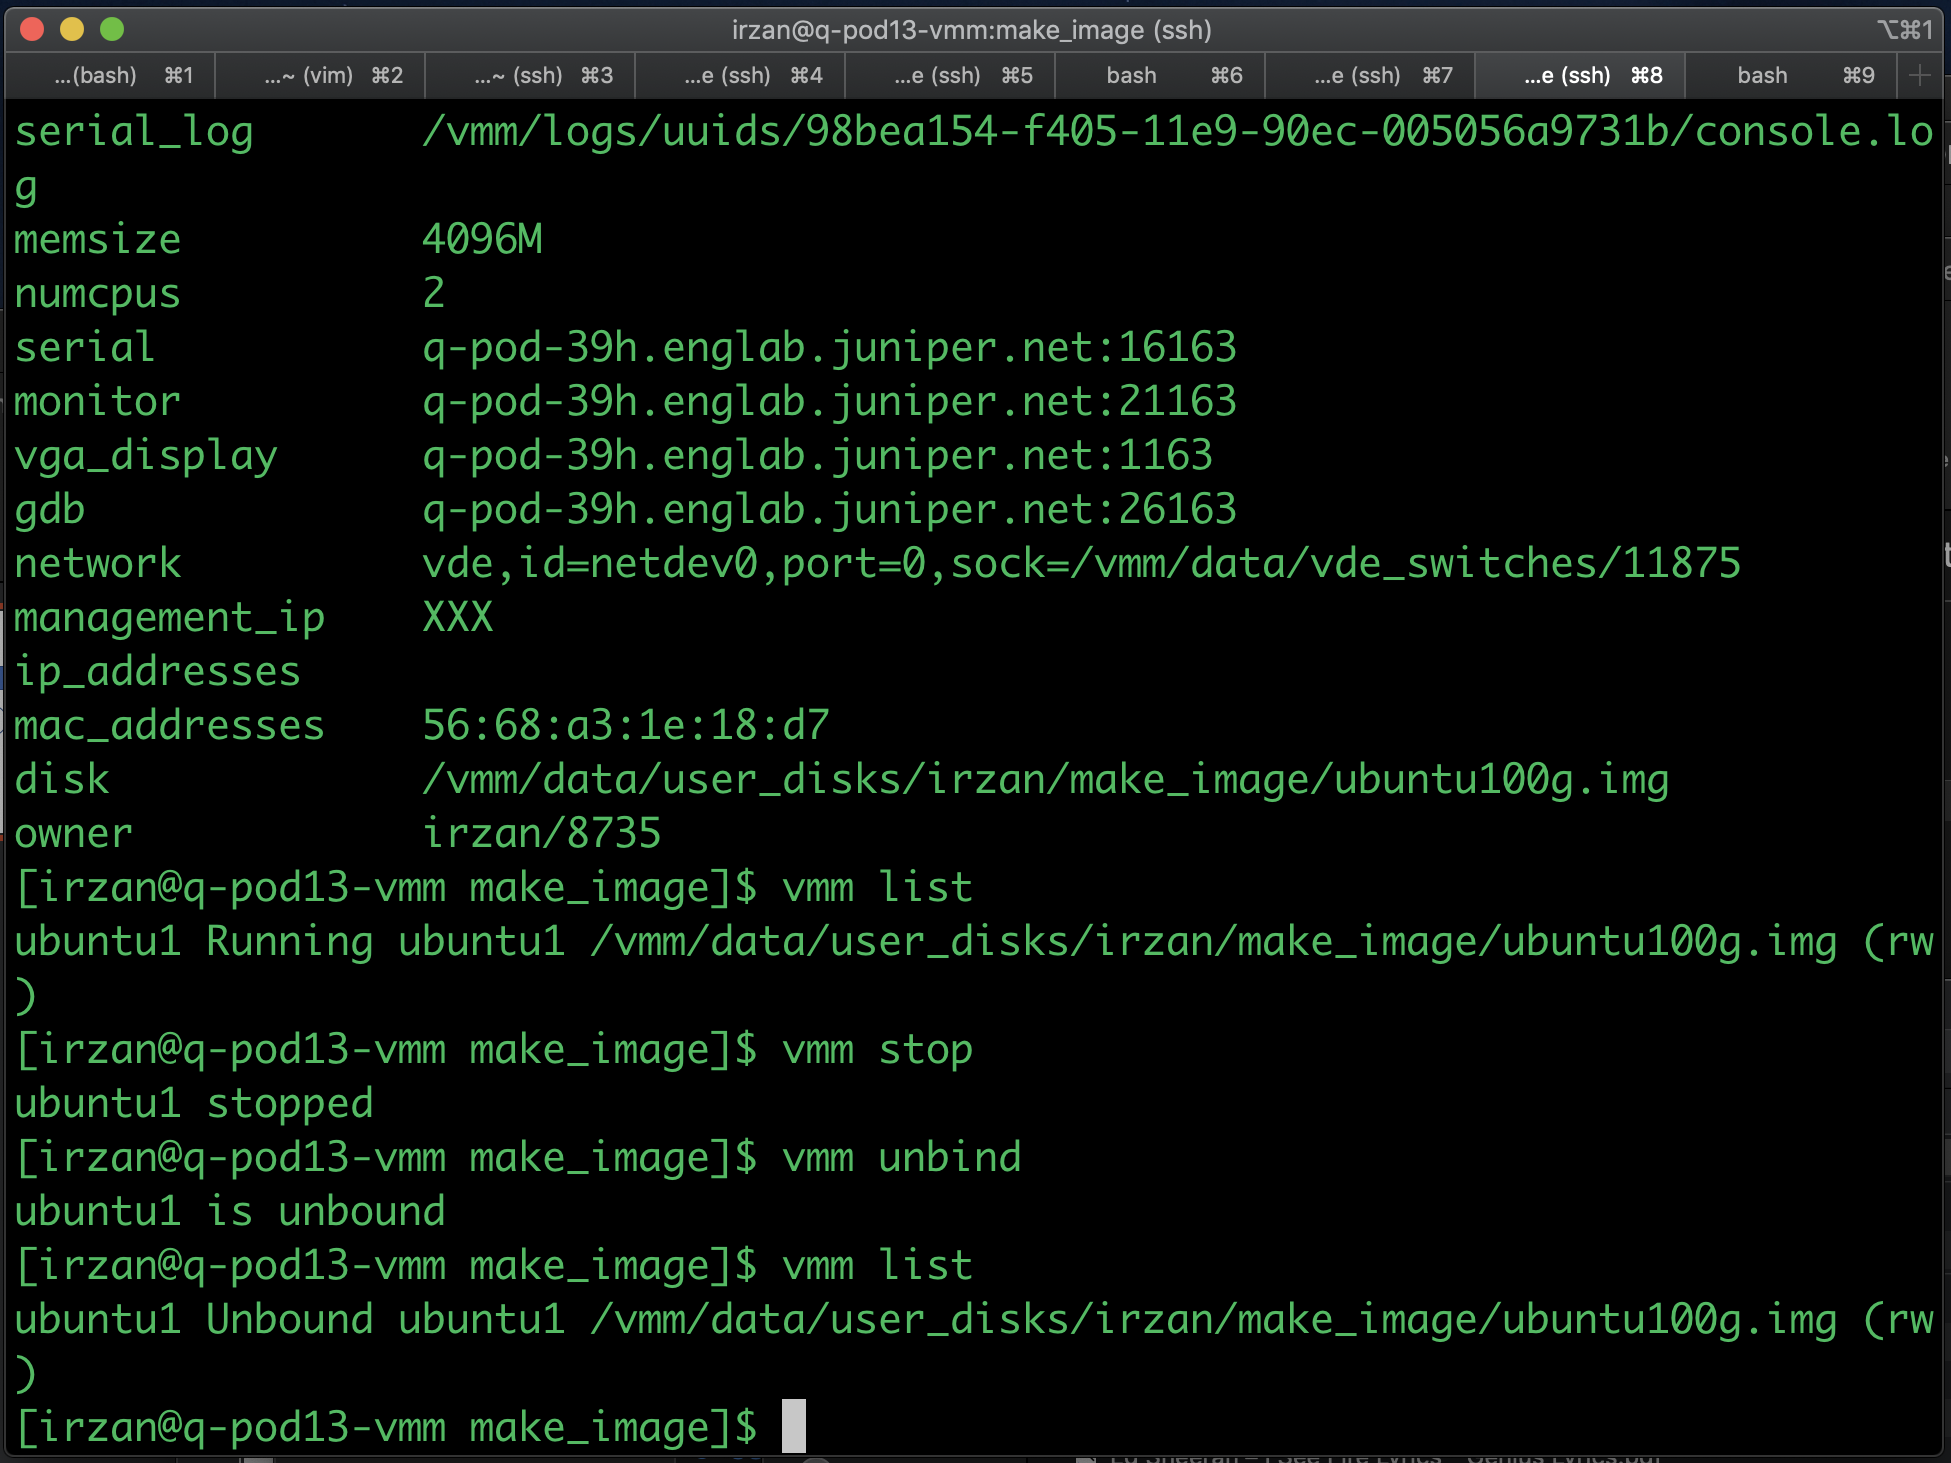 irzan@q-pod13-vmm:make_image (ssh)
⌥⌘1
...(bash) ⌘1 ...~ (vim) ⌘2 ...~ (ssh) ⌘3 ...e (ssh) ⌘4 ...e (ssh) ⌘5 bash ⌘6 ...e (ssh) ⌘7 ...e (ssh) ⌘8 bash ⌘9
serial_log /vmm/logs/uuids/98bea154-f405-11e9-90ec-005056a9731b/console.lo
g
memsize 4096M
numcpus 2
serial q-pod-39h.englab.juniper.net:16163
monitor q-pod-39h.englab.juniper.net:21163
vga_display q-pod-39h.englab.juniper.net:1163
gdb q-pod-39h.englab.juniper.net:26163
network vde,id=netdev0,port=0,sock=/vmm/data/vde_switches/11875
management_ip XXX
ip_addresses
mac_addresses 56:68:a3:1e:18:d7
disk /vmm/data/user_disks/irzan/make_image/ubuntu100g.img
owner irzan/8735
[irzan@q-pod13-vmm make_image]$ vmm list
ubuntu1 Running ubuntu1 /vmm/data/user_disks/irzan/make_image/ubuntu100g.img (rw
)
[irzan@q-pod13-vmm make_image]$ vmm stop
ubuntu1 stopped
[irzan@q-pod13-vmm make_image]$ vmm unbind
ubuntu1 is unbound
[irzan@q-pod13-vmm make_image]$ vmm list
ubuntu1 Unbound ubuntu1 /vmm/data/user_disks/irzan/make_image/ubuntu100g.img (rw
)
[irzan@q-pod13-vmm make_image]$